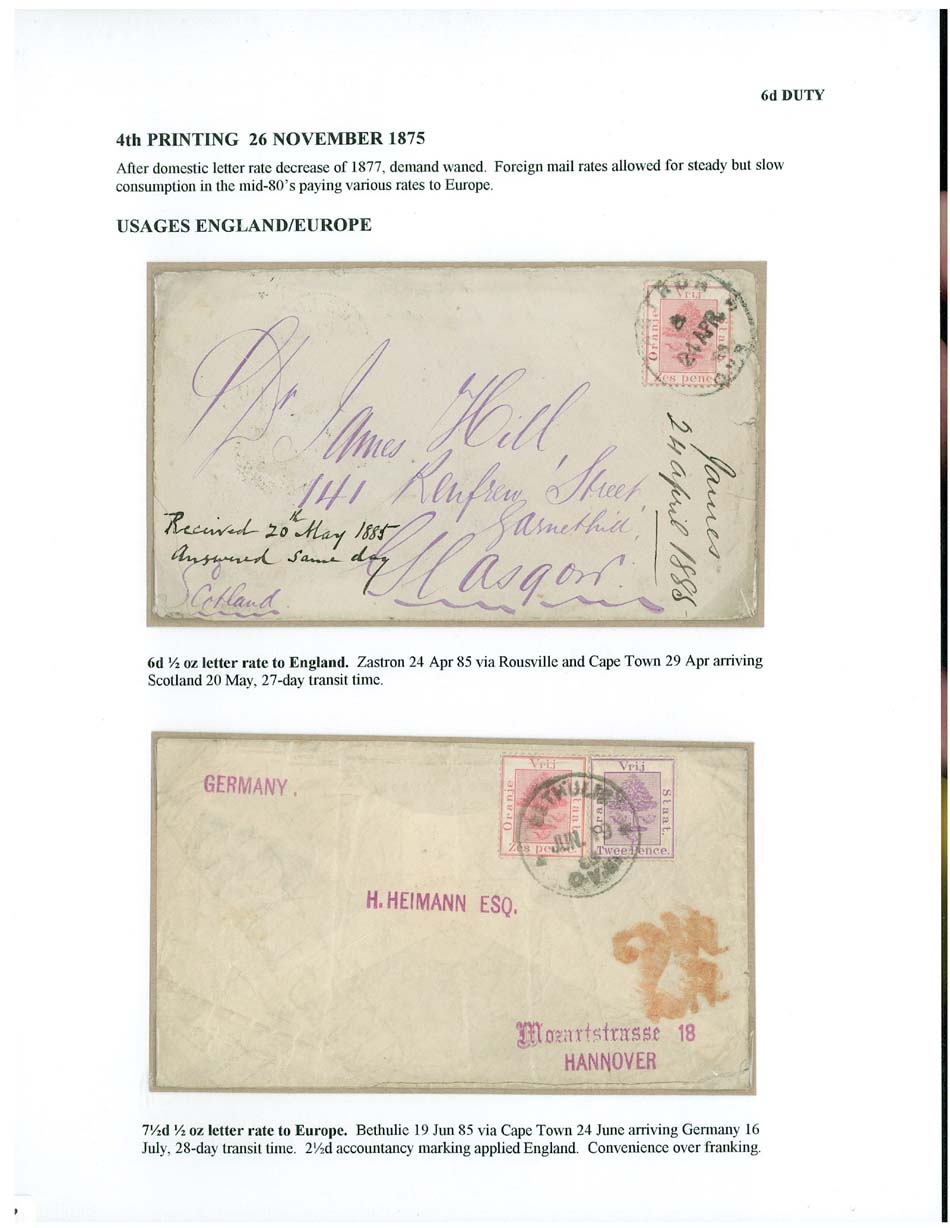 6d DUTY
4th PRINTING 26 NOVEMBER 1875
After domestic letter rate decrease of 1877, demand waned. Foreign mail rates allowed for steady but slow
consumption in the mid-80's paying various rates to Europe.
USAGES ENGLAND/EUROPE
Vrij
Oranje
Zes pence
24 APR
Dr. James Hill
141 Renfrew Street
Garnethill,
Glasgow.
Scotland
Received 20th May 1885
Answered same day
James
24 april 1885
6d ½ oz letter rate to England. Zastron 24 Apr 85 via Rousville and Cape Town 29 Apr arriving
Scotland 20 May, 27-day transit time.
GERMANY.
Vrij
Oranje
Staat
Zes pen
Vrij
Staat.
Twee Pence.
BETHULIE
JUN 19
H. HEIMANN ESQ.
Mozartstrasse 18
HANNOVER
7½d ½ oz letter rate to Europe. Bethulie 19 Jun 85 via Cape Town 24 June arriving Germany 16
July, 28-day transit time. 2½d accountancy marking applied England. Convenience over franking.